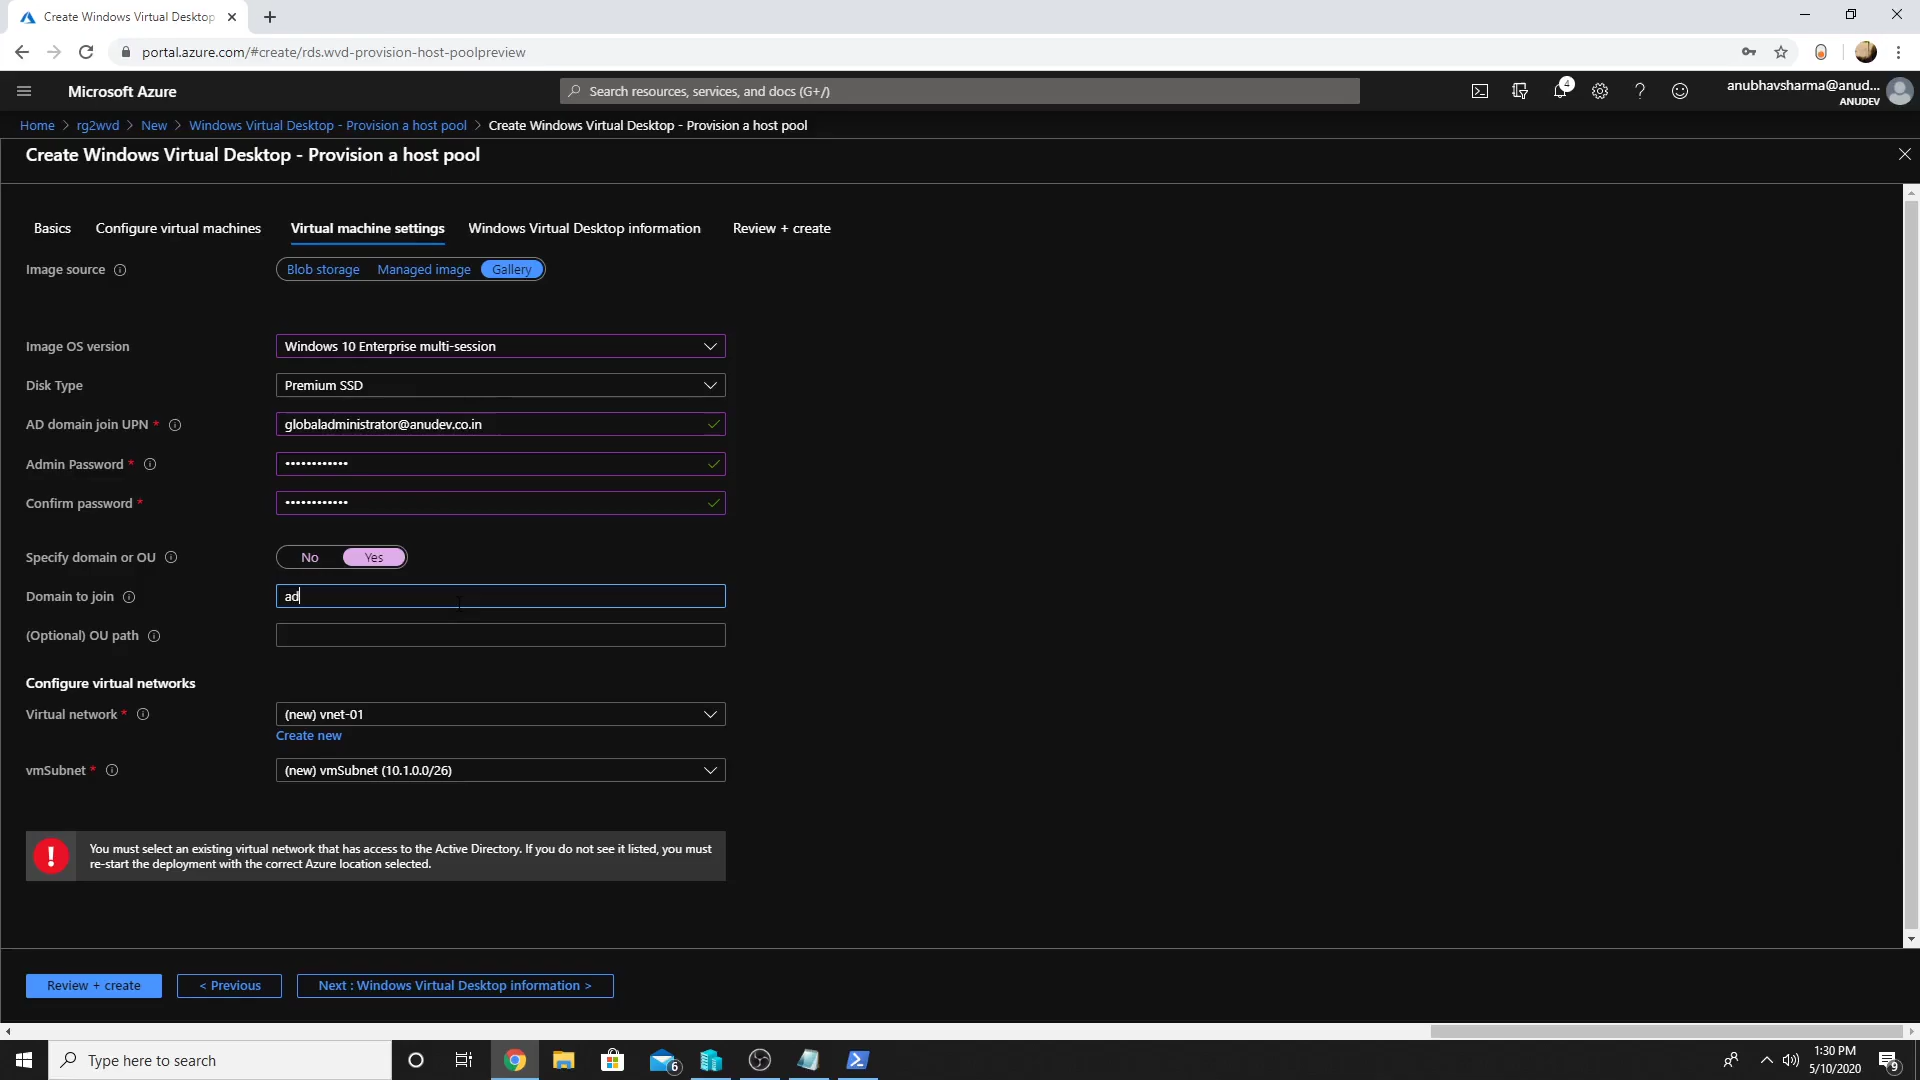 Create Windows Virtual Desktop
portal.azure.com/#create/rds.wvd-provision-host-poolpreview
Microsoft Azure
Search resources, services, and docs (G+/)
4
anubhavsharma@anud...
ANUDEV
Home > rg2wvd > New > Windows Virtual Desktop - Provision a host pool > Create Windows Virtual Desktop - Provision a host pool
Create Windows Virtual Desktop - Provision a host pool
Basics Configure virtual machines Virtual machine settings Windows Virtual Desktop information Review + create
Image source Blob storage Managed image Gallery
Image OS version Windows 10 Enterprise multi-session
Disk Type Premium SSD
AD domain join UPN * globaladministrator@anudev.co.in
Admin Password * ••••••••••••
Confirm password * ••••••••••••
Specify domain or OU No Yes
Domain to join ad
(Optional) OU path
Configure virtual networks
Virtual network * (new) vnet-01
Create new
vmSubnet * (new) vmSubnet (10.1.0.0/26)
You must select an existing virtual network that has access to the Active Directory. If you do not see it listed, you must
re-start the deployment with the correct Azure location selected.
Review + create < Previous Next : Windows Virtual Desktop information >
Type here to search
6
1:30 PM
5/10/2020
9